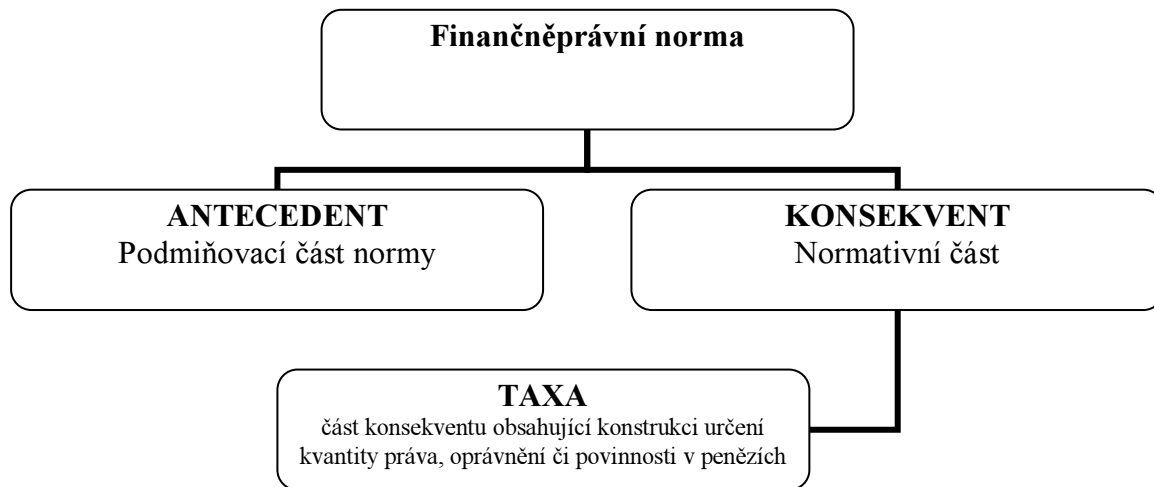 Finančněprávní norma
ANTECEDENT
Podmiňovací část normy
KONSEKVENT
Normativní část
TAXA
část konsekventu obsahující konstrukci určení
kvantity práva, oprávnění či povinnosti v penězích